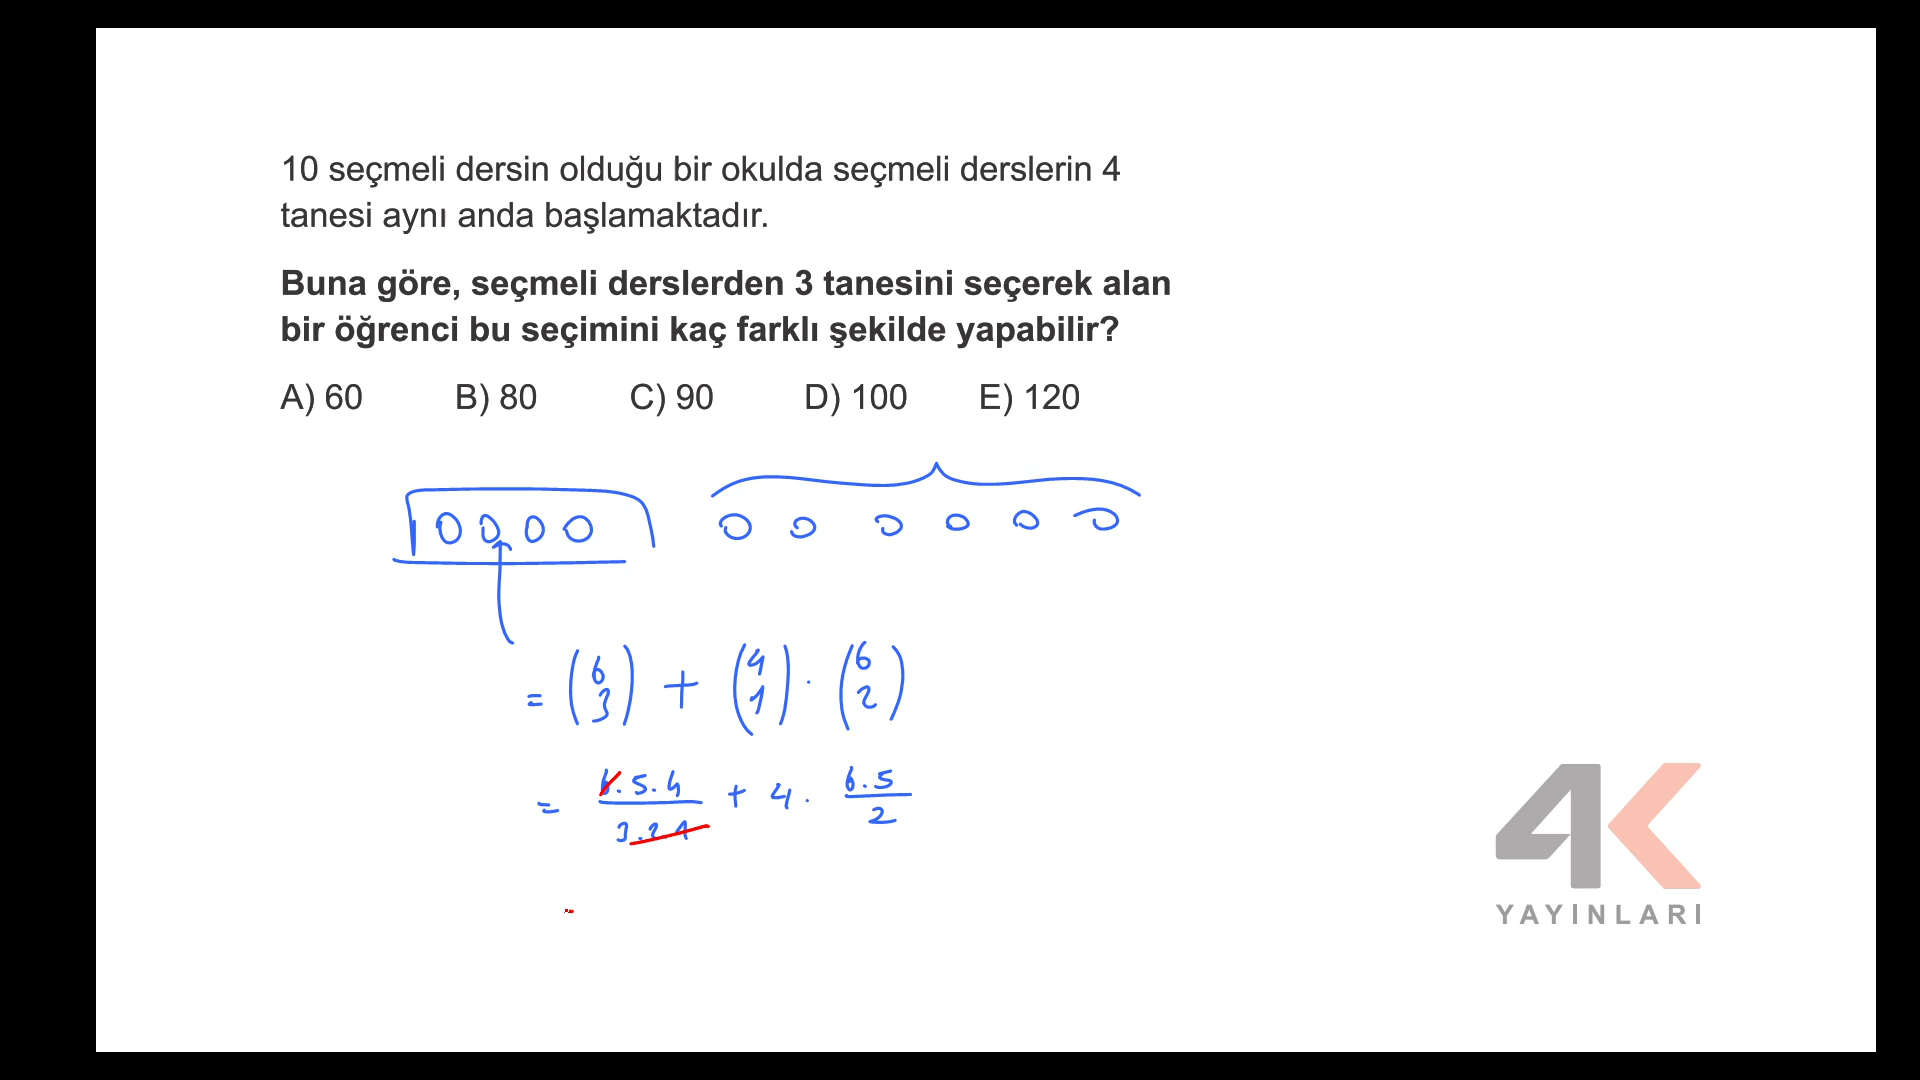 10 seçmeli dersin olduğu bir okulda seçmeli derslerin 4
tanesi aynı anda başlamaktadır.
Buna göre, seçmeli derslerden 3 tanesini seçerek alan
bir öğrenci bu seçimini kaç farklı şekilde yapabilir?
A) 60 B) 80 C) 90 D) 100 E) 120
= (6 3) + (4 1) . (6 2)
= 6.5.4 / 3.2.1 + 4 . 6.5 / 2
4K
YAYINLARI